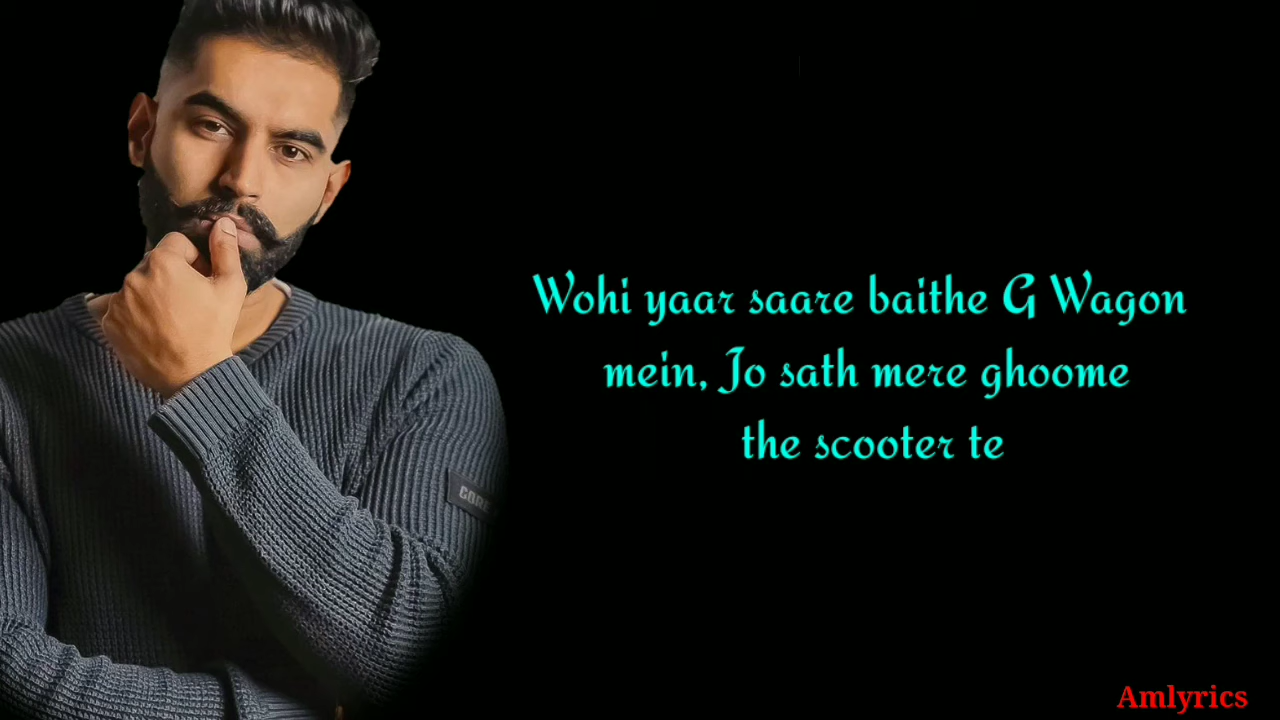 Wohi yaar saare baithe G Wagon
mein, Jo sath mere ghoome
the scooter te
Amlyrics